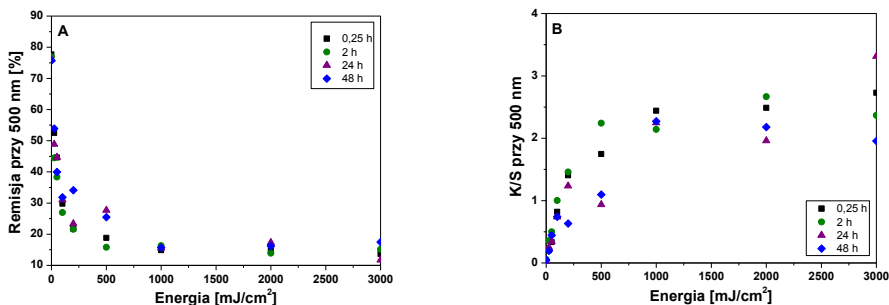 A
Remisja przy 500 nm [%]
90
80
70
60
50
40
30
20
10
0 500 1000 1500 2000 2500 3000
Energia [mJ/cm²]
0,25 h
2 h
24 h
48 h
B
K/S przy 500 nm
4
3
2
1
0
0 500 1000 1500 2000 2500 3000
Energia [mJ/cm²]
0,25 h
2 h
24 h
48 h